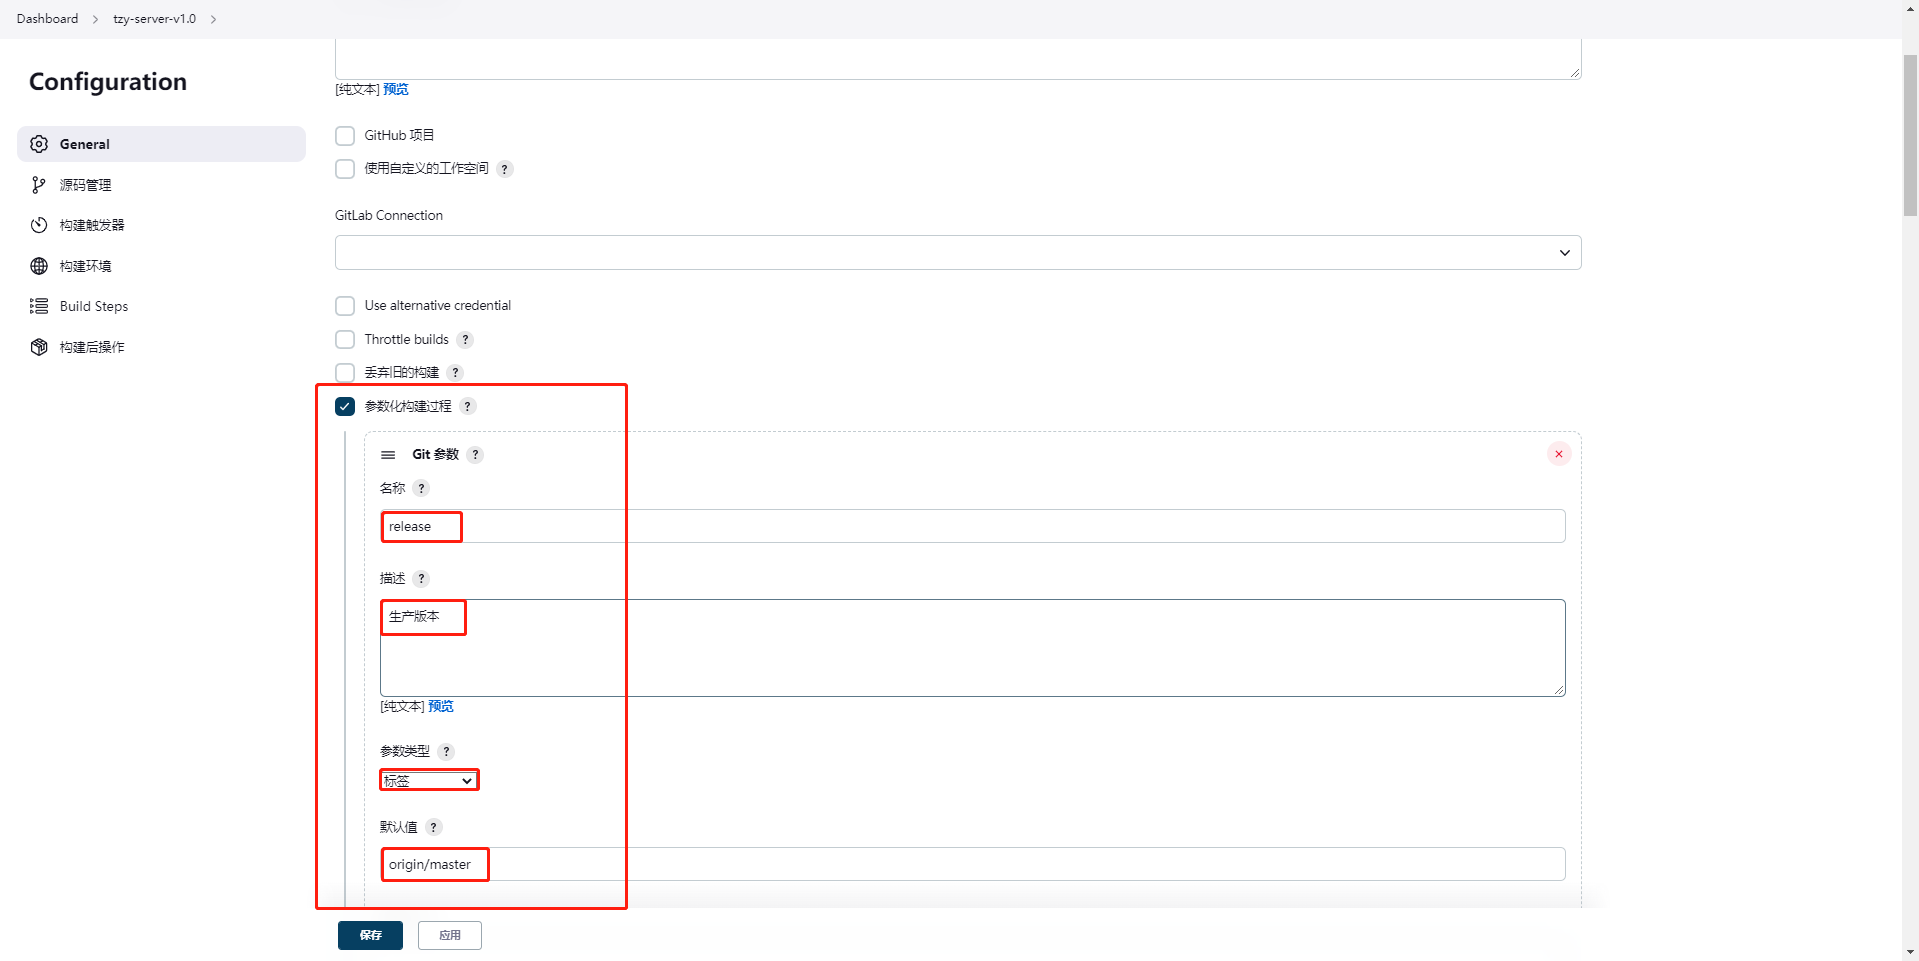 Dashboard > tzy-server-v1.0 >
Configuration
General
源码管理
构建触发器
构建环境
Build Steps
构建后操作
[纯文本] 预览
GitHub 项目
使用自定义的工作空间 ?
GitLab Connection
Use alternative credential
Throttle builds ?
丢弃旧的构建 ?
参数化构建过程 ?
Git 参数 ?
名称 ?
release
描述 ?
生产版本
[纯文本] 预览
参数类型 ?
标签
默认值 ?
origin/master
保存 应用